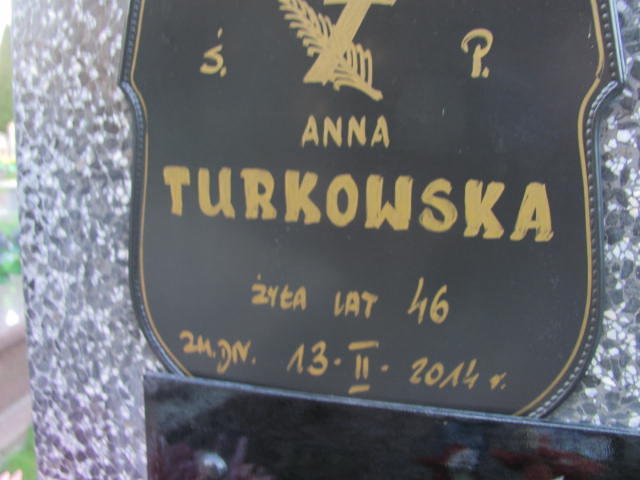 Ś. P.
ANNA
TURKOWSKA
ŻYŁA LAT 46
ZM. DN. 13-II-2014 r.